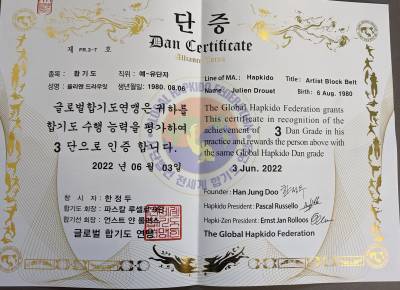 단 증
Dan Certificate
제 PR.3-7 호
종목 : 합기도 직위 : 예-유단자
성명 : 줄리앤 드라우잇 생년월일 : 1980. 08.06
글로벌합기도연맹은 귀하를
합기도 수행 능력을 평가하여
3 단으로 인증 합니다.
2022 年 06 月 03 日
창 시 자 : 한 정 두
합기도 회장 : 파스칼 루셀로
합기선 회장 : 언스트 얀 롤러스
글로벌 합기도 연맹
Line of MA.: Hapkido Title : Artist Block Belt
Name : Julien Drouet Birth : 6 Aug. 1980
The Global Hapkido Federation grants
This certificate in recognition of the
achievement of 3 Dan Grade in his
practice and rewards the person above with
the same Global Hapkido Dan grade
3 Jun. 2022
Founder : Han Jung Doo
Hapkido President : Pascal Russello
Hapki-Zen President : Ernst Jan Rolloos
The Global Hapkido Federation